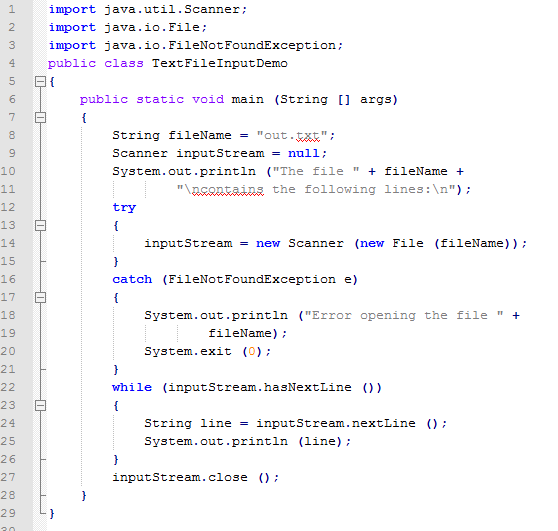 1 import java.util.Scanner;
2 import java.io.File;
3 import java.io.FileNotFoundException;
4 public class TextFileInputDemo
5 {
6 public static void main (String [] args)
7 {
8 String fileName = "out.txt";
9 Scanner inputStream = null;
10 System.out.println ("The file " + fileName +
11 "\ncontains the following lines:\n");
12 try
13 {
14 inputStream = new Scanner (new File (fileName));
15 }
16 catch (FileNotFoundException e)
17 {
18 System.out.println ("Error opening the file " +
19 fileName);
20 System.exit (0);
21 }
22 while (inputStream.hasNextLine ())
23 {
24 String line = inputStream.nextLine ();
25 System.out.println (line);
26 }
27 inputStream.close ();
28 }
29 }